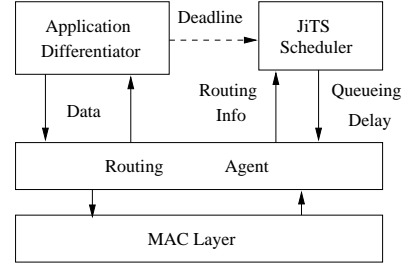 Deadline
Application
Differentiator
JiTS
Scheduler
Data
Routing
Info
Queueing
Delay
Routing Agent
MAC Layer